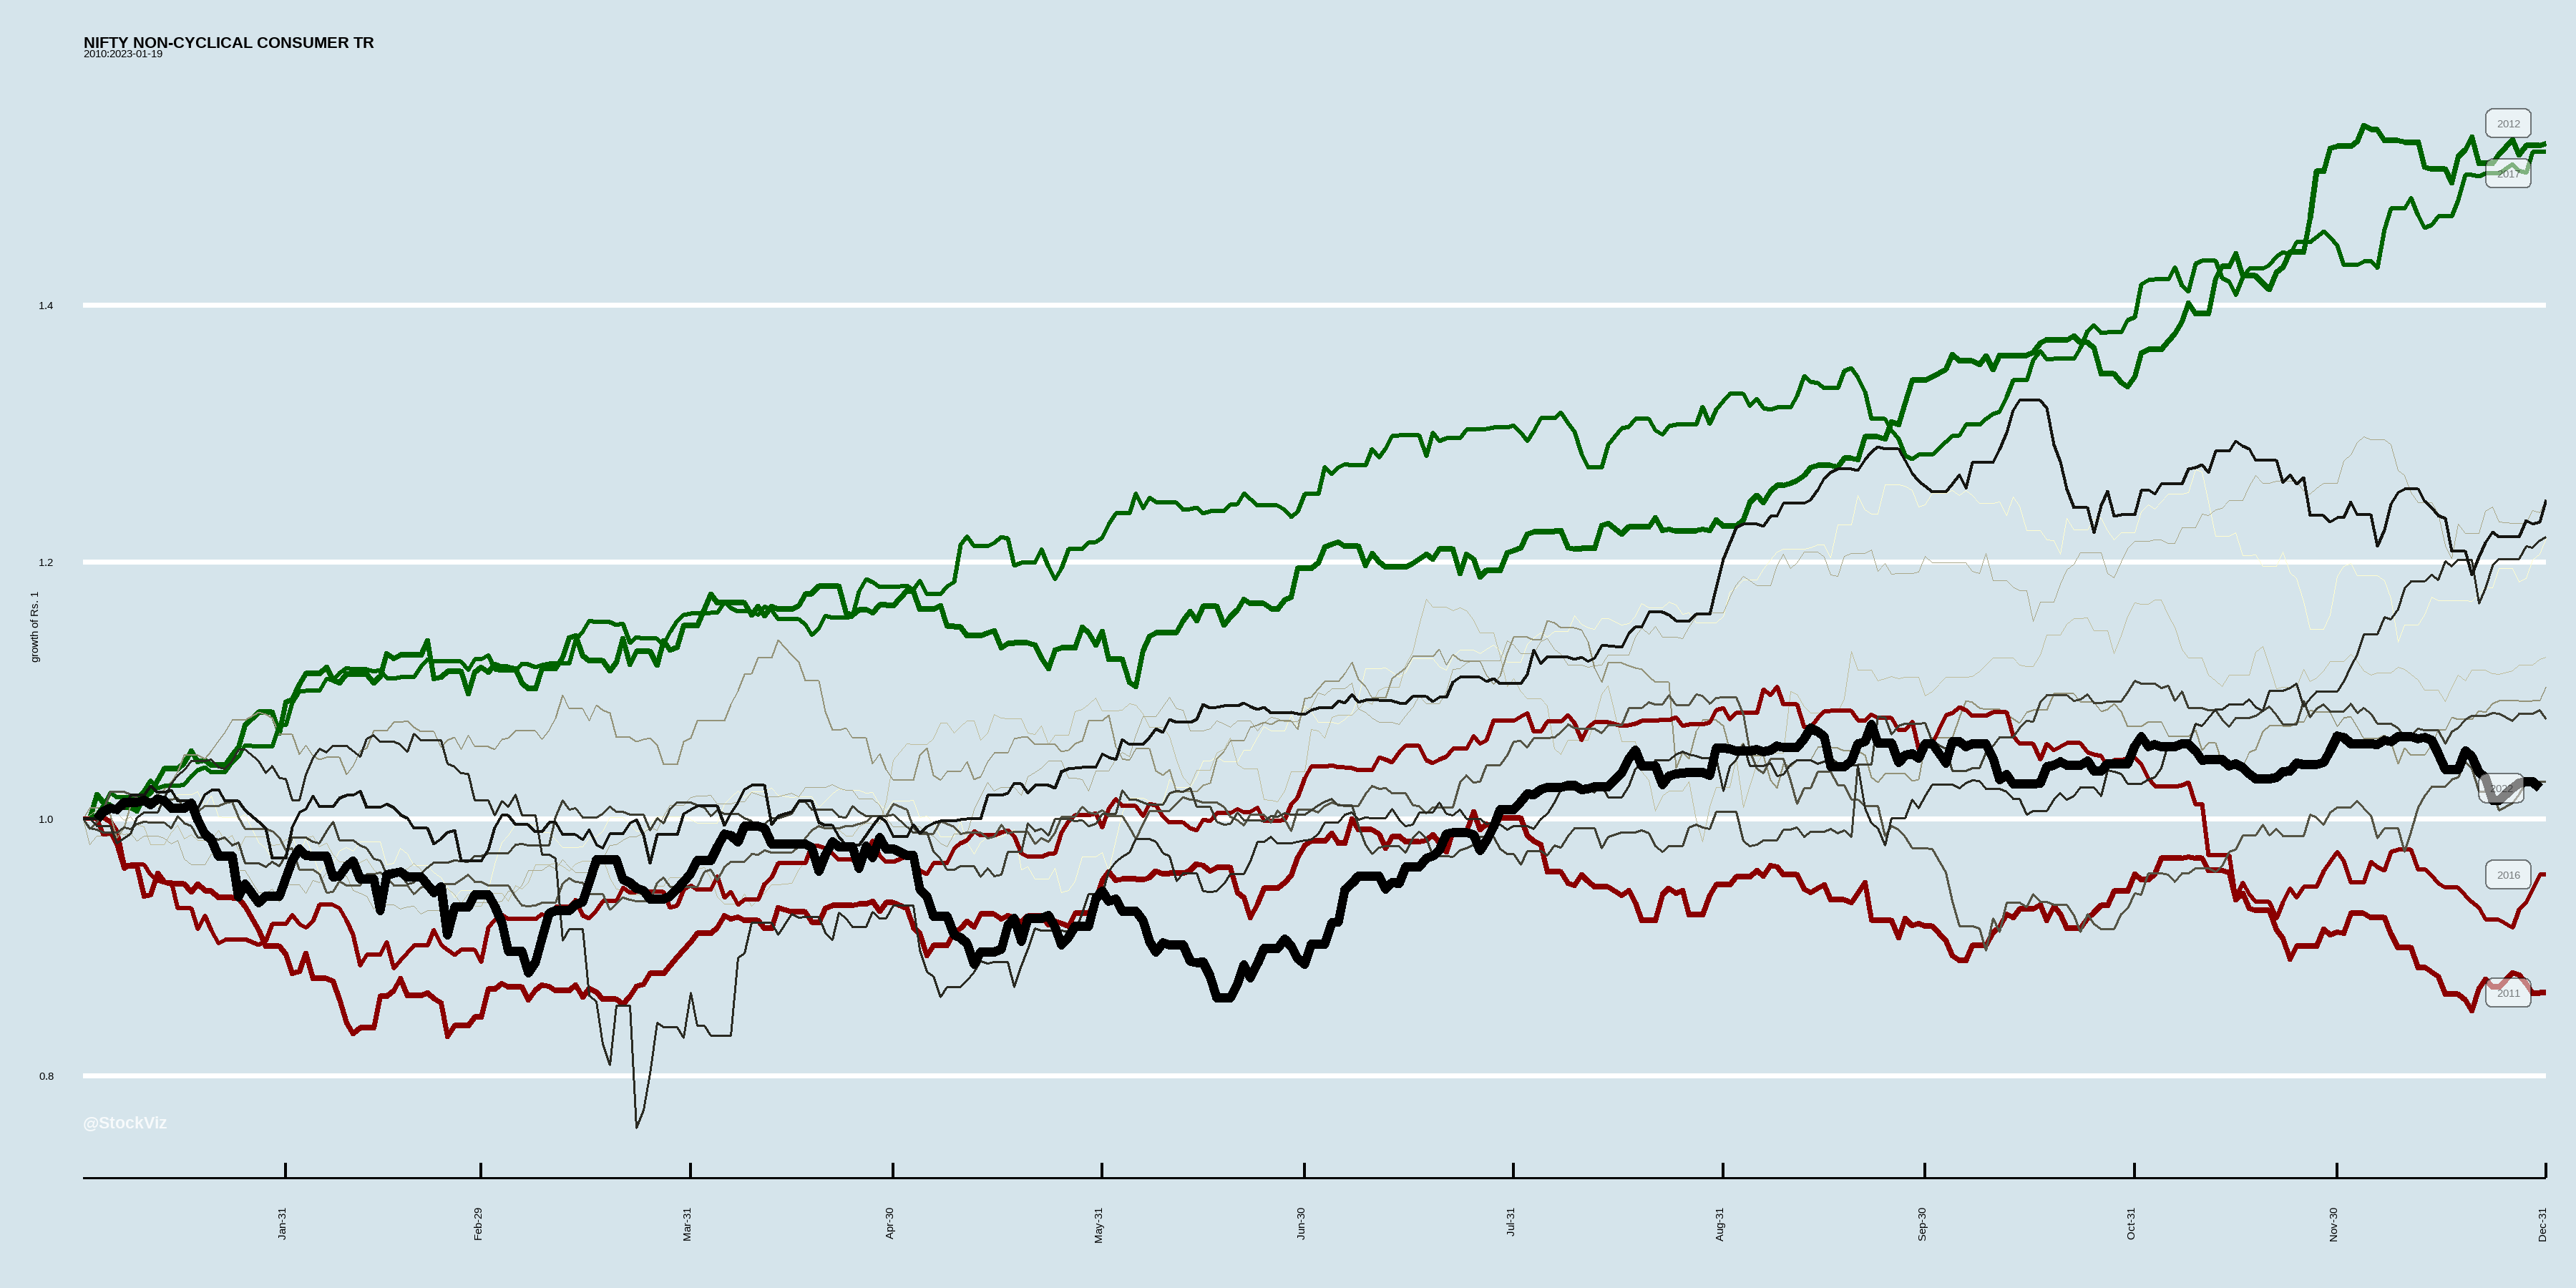 NIFTY NON-CYCLICAL CONSUMER TR
2010:2023-01-19
2012
2017
1.4
1.2
growth of Rs. 1
1.0
2022
2016
2011
0.8
@StockViz
Jan-31
Feb-29
Mar-31
Apr-30
May-31
Jun-30
Jul-31
Aug-31
Sep-30
Oct-31
Nov-30
Dec-31